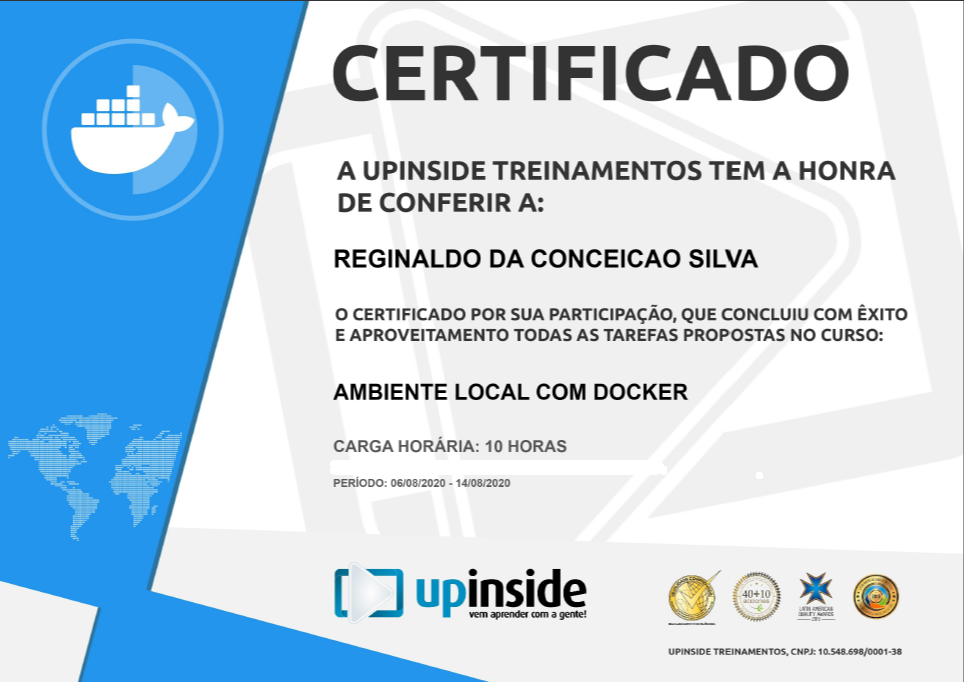 CERTIFICADO
A UPINSIDE TREINAMENTOS TEM A HONRA
DE CONFERIR A:
REGINALDO DA CONCEICAO SILVA
O CERTIFICADO POR SUA PARTICIPAÇÃO, QUE CONCLUIU COM ÊXITO
E APROVEITAMENTO TODAS AS TAREFAS PROPOSTAS NO CURSO:
AMBIENTE LOCAL COM DOCKER
CARGA HORÁRIA: 10 HORAS
PERÍODO: 06/08/2020 - 14/08/2020
upinside
vem aprender com a gente!
40+10
LATIN AMERICAN
QUALITY AWARDS
UPINSIDE TREINAMENTOS, CNPJ: 10.548.698/0001-38